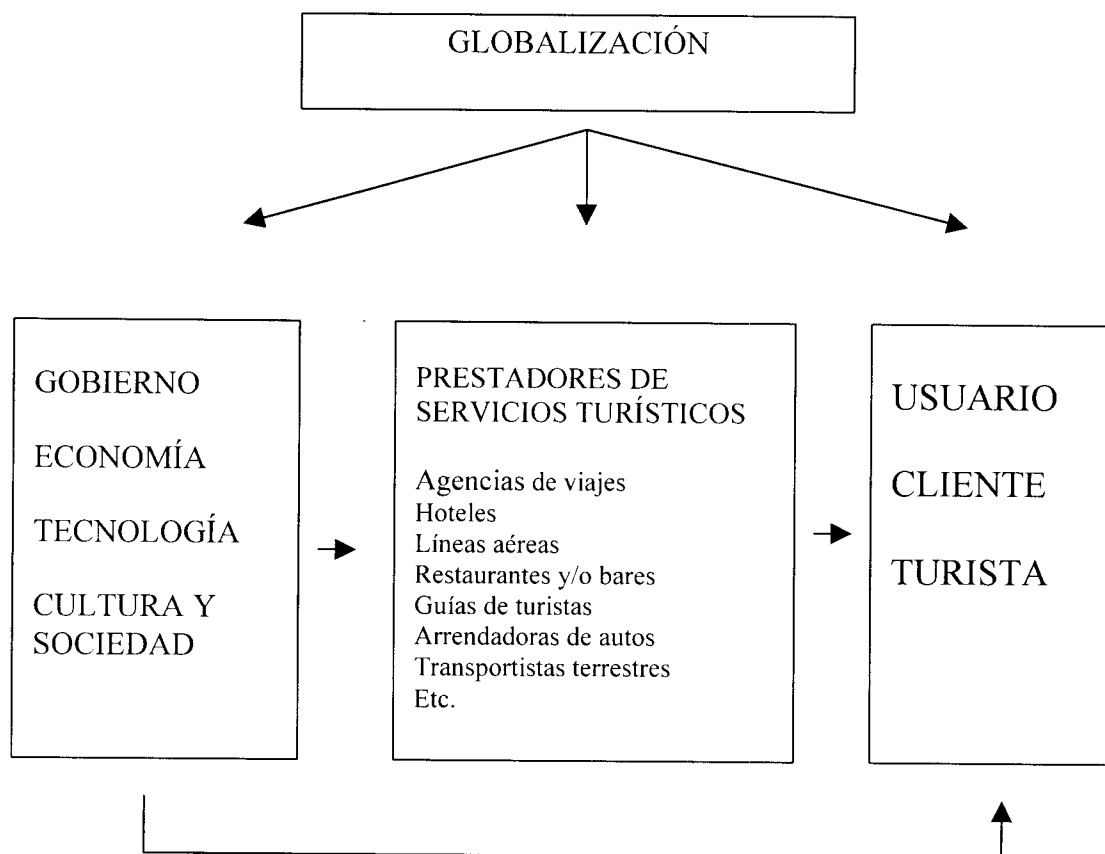 GLOBALIZACIÓN
GOBIERNO
ECONOMÍA
TECNOLOGÍA
CULTURA Y
SOCIEDAD
PRESTADORES DE
SERVICIOS TURÍSTICOS
Agencias de viajes
Hoteles
Líneas aéreas
Restaurantes y/o bares
Guías de turistas
Arrendadoras de autos
Transportistas terrestres
Etc.
USUARIO
CLIENTE
TURISTA